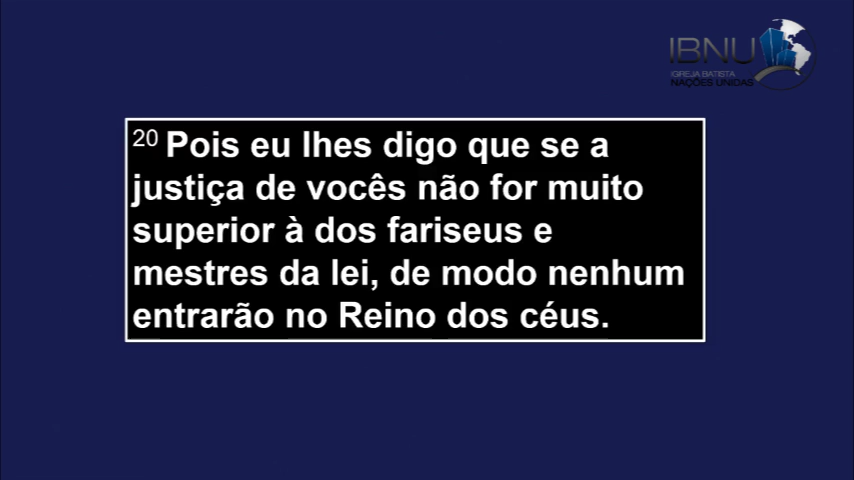 IBNU
IGREJA BATISTA
NAÇÕES UNIDAS
20 Pois eu lhes digo que se a
justiça de vocês não for muito
superior à dos fariseus e
mestres da lei, de modo nenhum
entrarão no Reino dos céus.